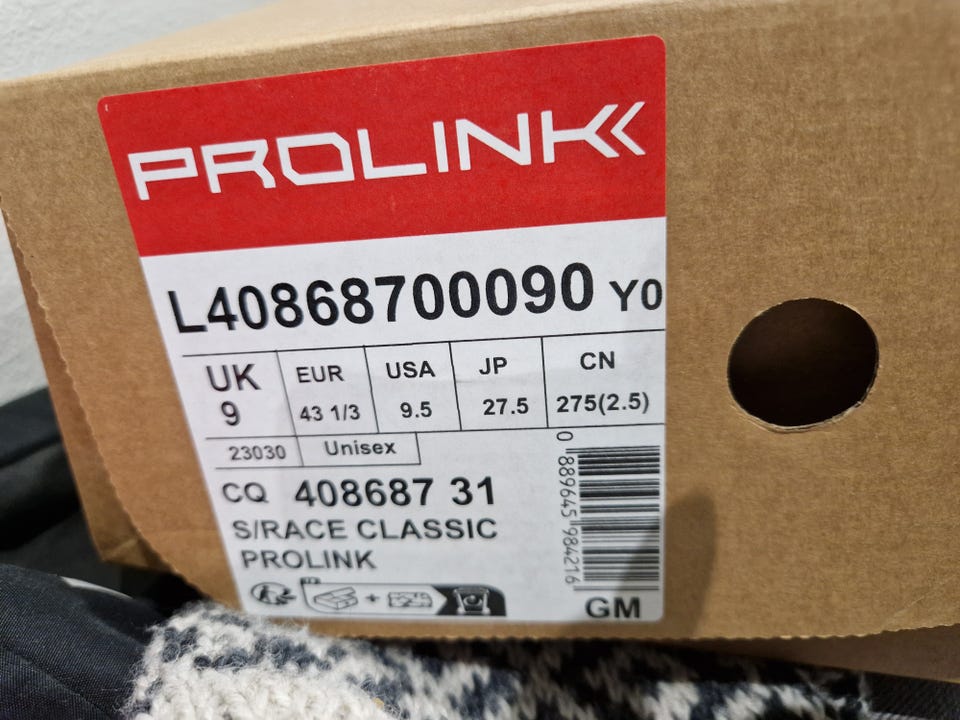 PROLINK
L40868700090 Y0
UK EUR USA JP CN
9 43 1/3 9.5 27.5 275(2.5)
23030 Unisex
CQ 408687 31
S/RACE CLASSIC
PROLINK
0 889645 984216
GM